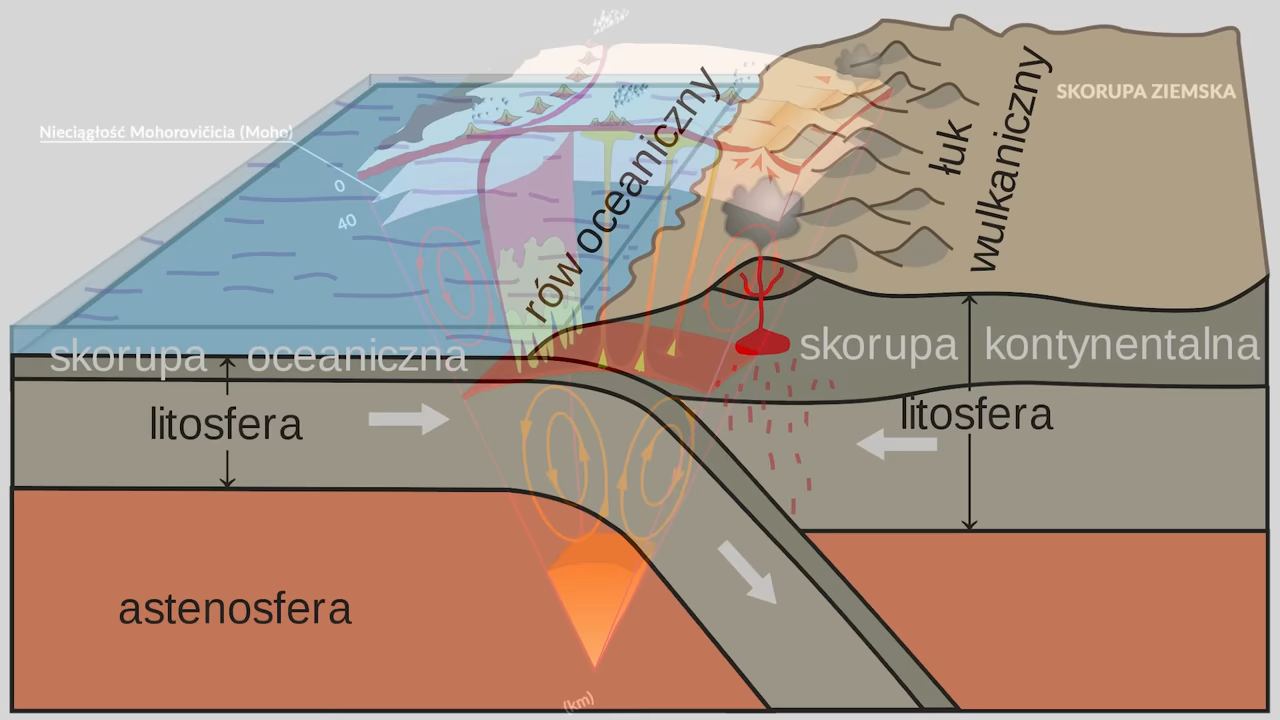 SKORUPA ZIEMSKA
Nieciągłość Mohorovičicia (Moho)
0
40
rów oceaniczny
łuk
wulkaniczny
skorupa oceaniczna
skorupa kontynentalna
litosfera
litosfera
astenosfera
(km)